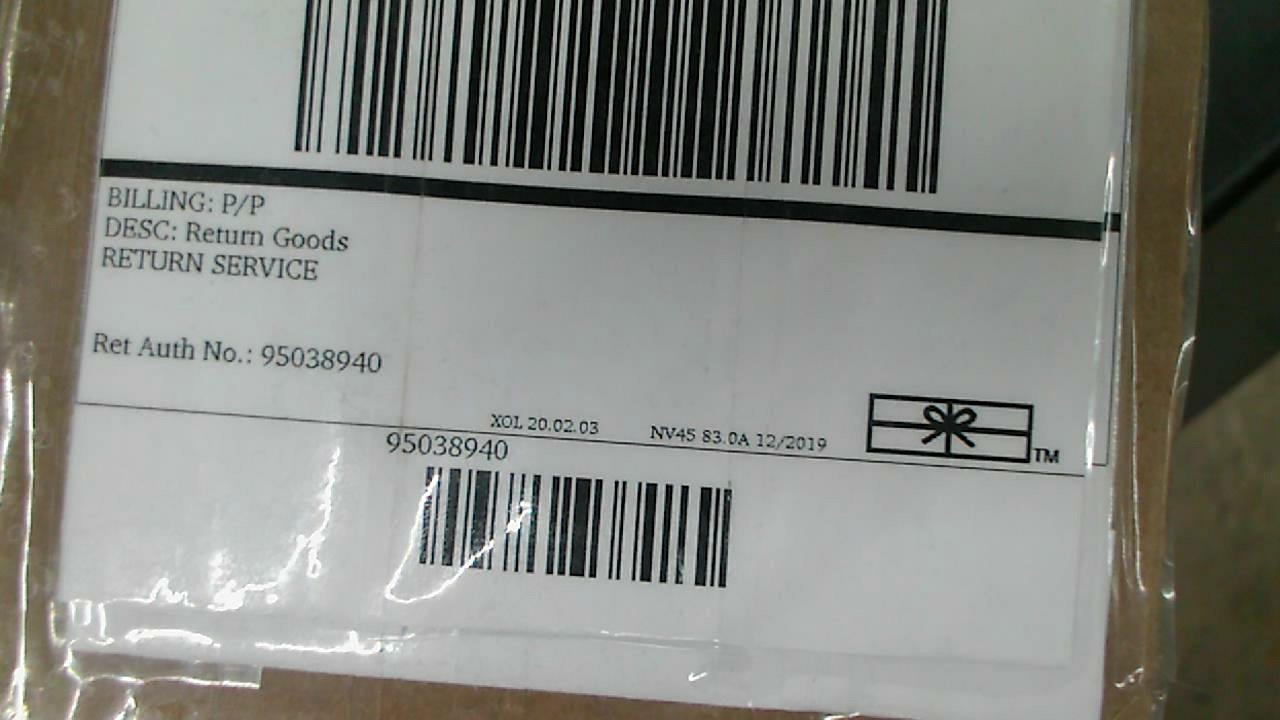 BILLING: P/P
DESC: Return Goods
RETURN SERVICE
Ret Auth No.: 95038940
XOL 20.02.03 NV45 83.0A 12/2019
TM
95038940